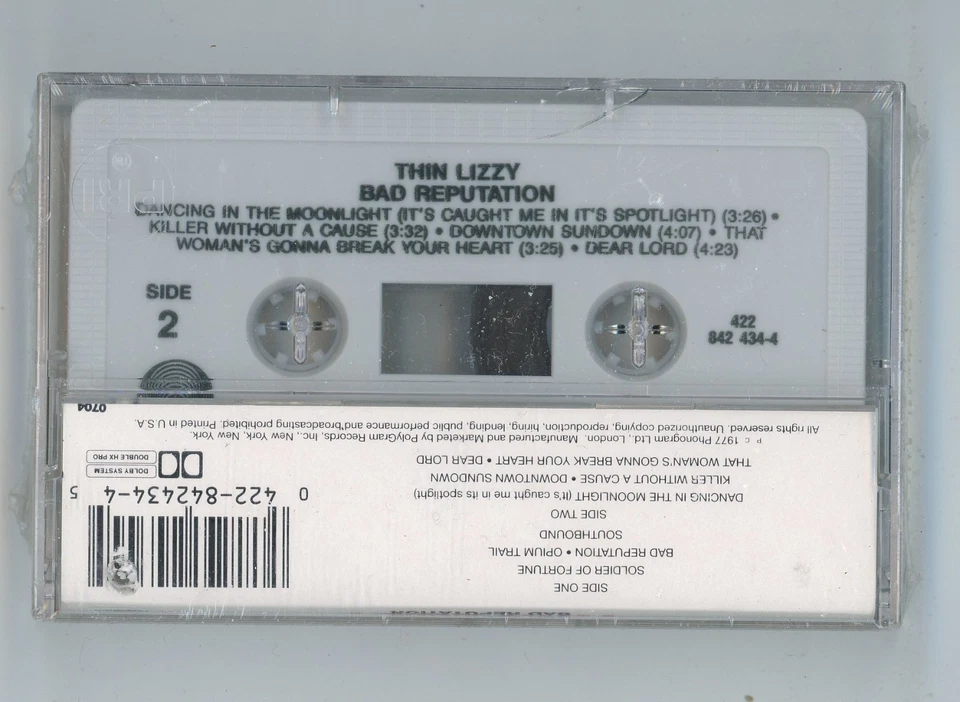 THIN LIZZY
BAD REPUTATION
DANCING IN THE MOONLIGHT (IT'S CAUGHT ME IN IT'S SPOTLIGHT) (3:26) •
KILLER WITHOUT A CAUSE (3:32) • DOWNTOWN SUNDOWN (4:07) • THAT
WOMAN'S GONNA BREAK YOUR HEART (3:25) • DEAR LORD (4:23)
SIDE
2
422
842 434-4
BAD REPUTATION
SIDE ONE
SOLDIER OF FORTUNE
BAD REPUTATION • OPIUM TRAIL
SOUTHBOUND
SIDE TWO
DANCING IN THE MOONLIGHT (It's caught me in its spotlight)
KILLER WITHOUT A CAUSE • DOWNTOWN SUNDOWN
THAT WOMAN'S GONNA BREAK YOUR HEART • DEAR LORD
0 422-842434-4 5
DOLBY SYSTEM
DOUBLE HX PRO
P C 1977 Phonogram Ltd., London. Manufactured and Marketed by PolyGram Records, Inc., New York, New York.
All rights reserved. Unauthorized copying, reproduction, hiring, lending, public performance and broadcasting prohibited. Printed in U.S.A.
0704